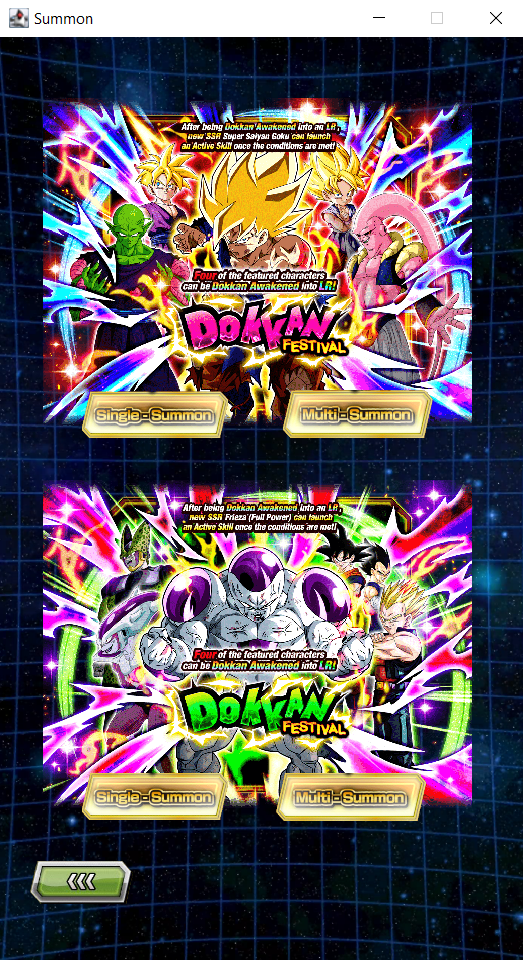 Summon
After being Dokkan Awakened into an LR,
new SSR Super Saiyan Goku can launch
an Active Skill once the conditions are met!
Four of the featured characters
can be Dokkan Awakened into LR!
DOKKAN
FESTIVAL
Single-Summon
Multi-Summon
After being Dokkan Awakened into an LR,
new SSR Frieza (Full Power) can launch
an Active Skill once the conditions are met!
Four of the featured characters
can be Dokkan Awakened into LR!
DOKKAN
FESTIVAL
Single-Summon
Multi-Summon